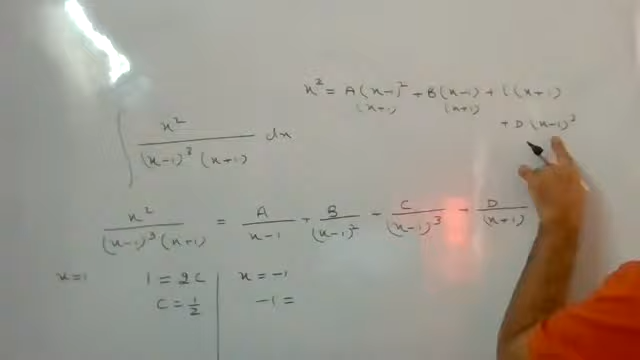 x² = A(x-1)² + B(x-1) + C(x+1)
(x+1) (x+1)
+ D(x-1)³
∫ x² / (x-1)³ (x+1) dx
x² / (x-1)³ (x+1) = A / x-1 + B / (x-1)² + C / (x-1)³ + D / (x+1)
x=1 1 = 2C x = -1
C = 1/2 -1 =